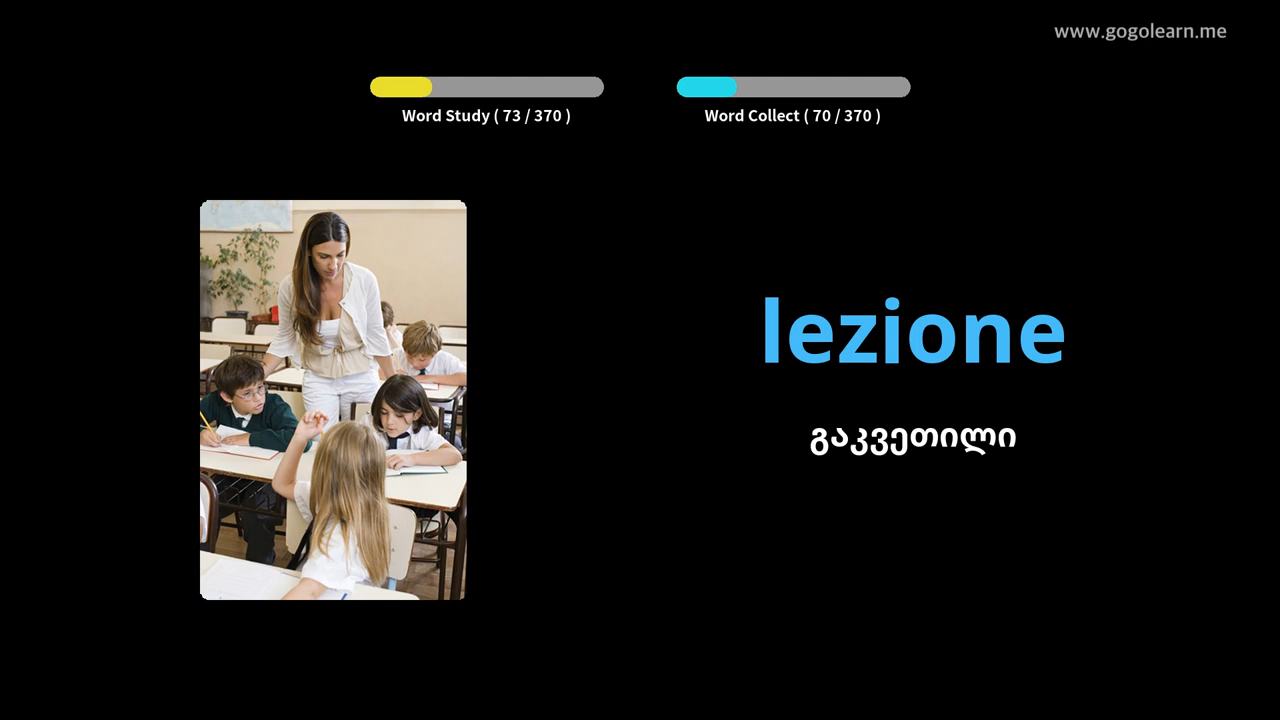 www.gogolearn.me
Word Study ( 73 / 370 )
Word Collect ( 70 / 370 )
lezione
გაკვეთილი